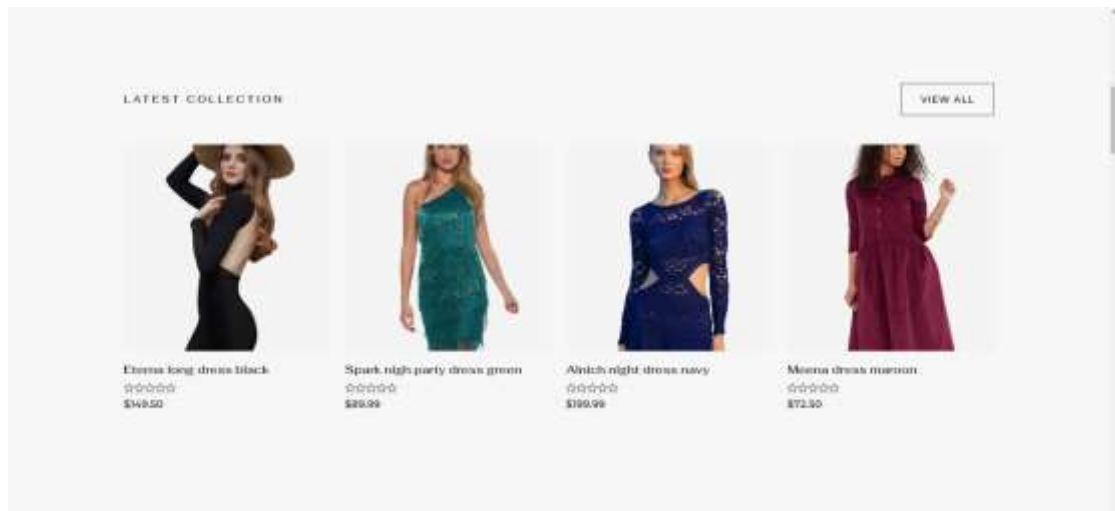 LATEST COLLECTION
VIEW ALL
Eterna long dress black
Spark nigh party dress green
Alnich night dress navy
Meena dress maroon
$149.50
$89.99
$199.99
$72.50